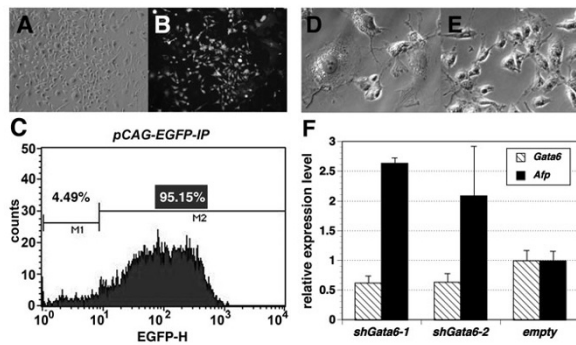 A
B
D
E
C
pCAG-EGFP-IP
50
40
30
20
10
0
counts
4.49%
95.15%
M1
M2
10^0
10^1
10^2
10^3
10^4
EGFP-H
F
3
2.5
2
1.5
1
0.5
0
relative expression level
Gata6
Afp
shGata6-1
shGata6-2
empty